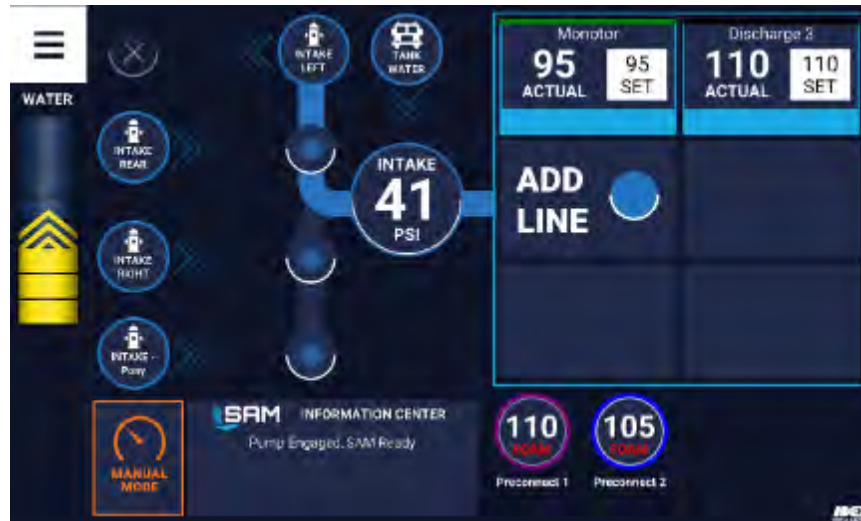 WATER
INTAKE
REAR
INTAKE
RIGHT
INTAKE -
Pony
INTAKE
LEFT
TANK
WATER
INTAKE
41
PSI
Monotor
95
ACTUAL
95
SET
Discharge 3
110
ACTUAL
110
SET
ADD
LINE
MANUAL
MODE
SAM INFORMATION CENTER
Pump Engaged, SAM Ready
110
FOAM
Preconnect 1
105
FOAM
Preconnect 2